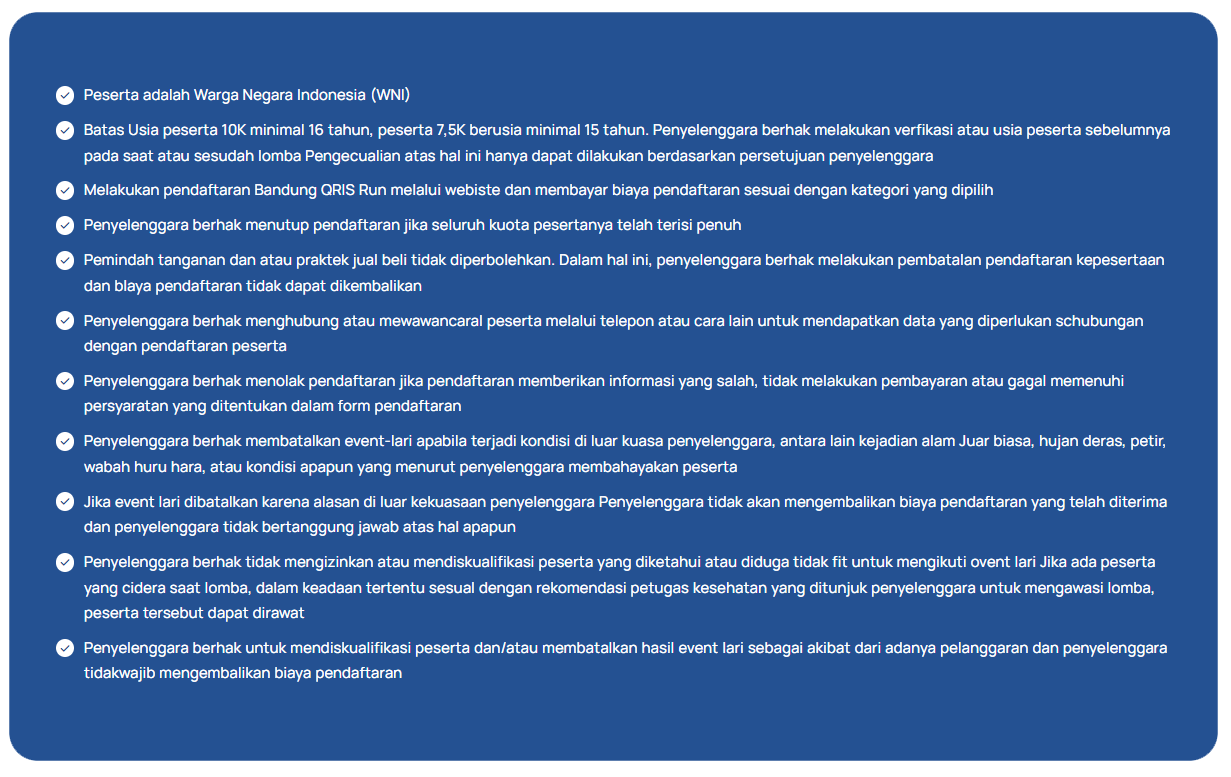 Peserta adalah Warga Negara Indonesia (WNI)
Batas Usia peserta 10K minimal 16 tahun, peserta 7,5K berusia minimal 15 tahun. Penyelenggara berhak melakukan verfikasi atau usia peserta sebelumnya
pada saat atau sesudah lomba Pengecualian atas hal ini hanya dapat dilakukan berdasarkan persetujuan penyelenggara
Melakukan pendaftaran Bandung QRIS Run melalui webiste dan membayar biaya pendaftaran sesuai dengan kategori yang dipilih
Penyelenggara berhak menutup pendaftaran jika seluruh kuota pesertanya telah terisi penuh
Pemindah tanganan dan atau praktek jual beli tidak diperbolehkan. Dalam hal ini, penyelenggara berhak melakukan pembatalan pendaftaran kepesertaan
dan blaya pendaftaran tidak dapat dikembalikan
Penyelenggara berhak menghubung atau mewawancaral peserta melalui telepon atau cara lain untuk mendapatkan data yang diperlukan schubungan
dengan pendaftaran peserta
Penyelenggara berhak menolak pendaftaran jika pendaftaran memberikan informasi yang salah, tidak melakukan pembayaran atau gagal memenuhi
persyaratan yang ditentukan dalam form pendaftaran
Penyelenggara berhak membatalkan event-lari apabila terjadi kondisi di luar kuasa penyelenggara, antara lain kejadian alam Juar biasa, hujan deras, petir,
wabah huru hara, atau kondisi apapun yang menurut penyelenggara membahayakan peserta
Jika event lari dibatalkan karena alasan di luar kekuasaan penyelenggara Penyelenggara tidak akan mengembalikan biaya pendaftaran yang telah diterima
dan penyelenggara tidak bertanggung jawab atas hal apapun
Penyelenggara berhak tidak mengizinkan atau mendiskualifikasi peserta yang diketahui atau diduga tidak fit untuk mengikuti ovent lari Jika ada peserta
yang cidera saat lomba, dalam keadaan tertentu sesual dengan rekomendasi petugas kesehatan yang ditunjuk penyelenggara untuk mengawasi lomba,
peserta tersebut dapat dirawat
Penyelenggara berhak untuk mendiskualifikasi peserta dan/atau membatalkan hasil event lari sebagai akibat dari adanya pelanggaran dan penyelenggara
tidakwajib mengembalikan biaya pendaftaran